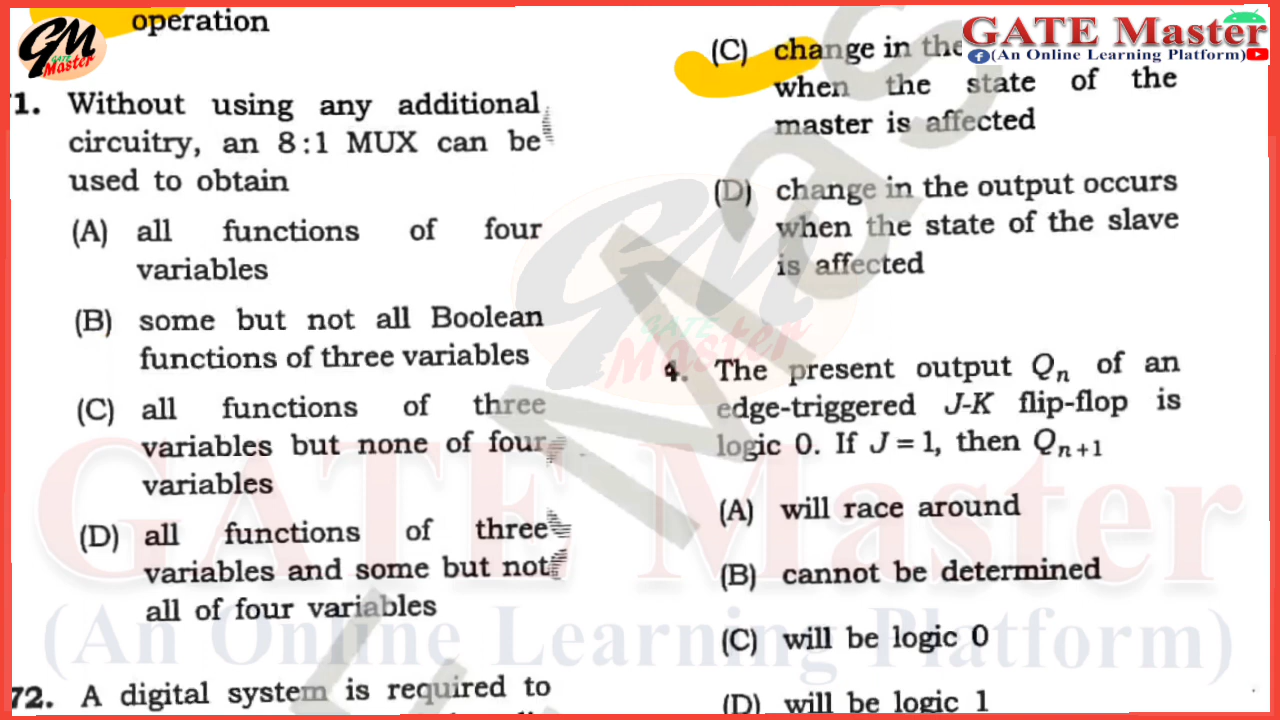 operation
71. Without using any additional
circuitry, an 8:1 MUX can be
used to obtain
(A) all functions of four
variables
(B) some but not all Boolean
functions of three variables
(C) all functions of three
variables but none of four
variables
(D) all functions of three
variables and some but not
all of four variables
72. A digital system is required to
(C) change in the
when the state of the
master is affected
(D) change in the output occurs
when the state of the slave
is affected
4. The present output Qn of an
edge-triggered J-K flip-flop is
logic 0. If J = 1, then Qn+1
(A) will race around
(B) cannot be determined
(C) will be logic 0
(D) will be logic 1
GM
GATE
Master
GATE Master
(An Online Learning Platform)
GM
GATE
Master
GATE Master
(An Online Learning Platform)